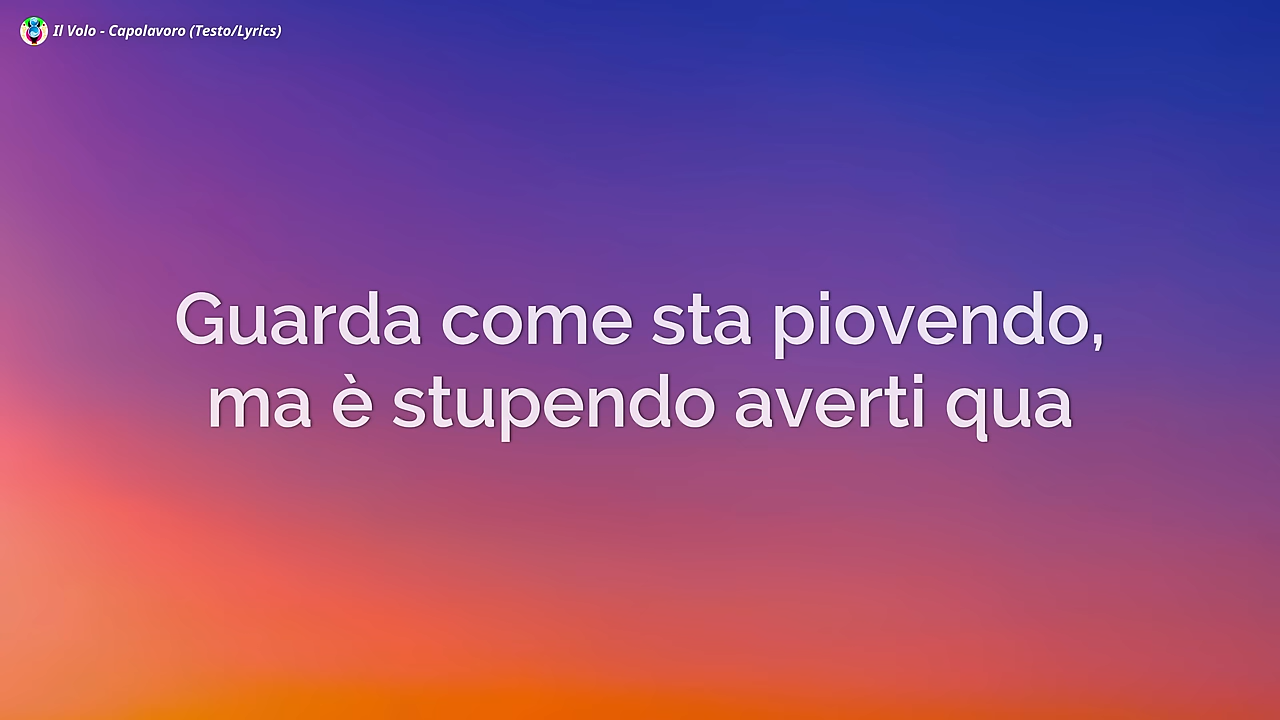 Il Volo - Capolavoro (Testo/Lyrics)
Guarda come sta piovendo,
ma è stupendo averti qua